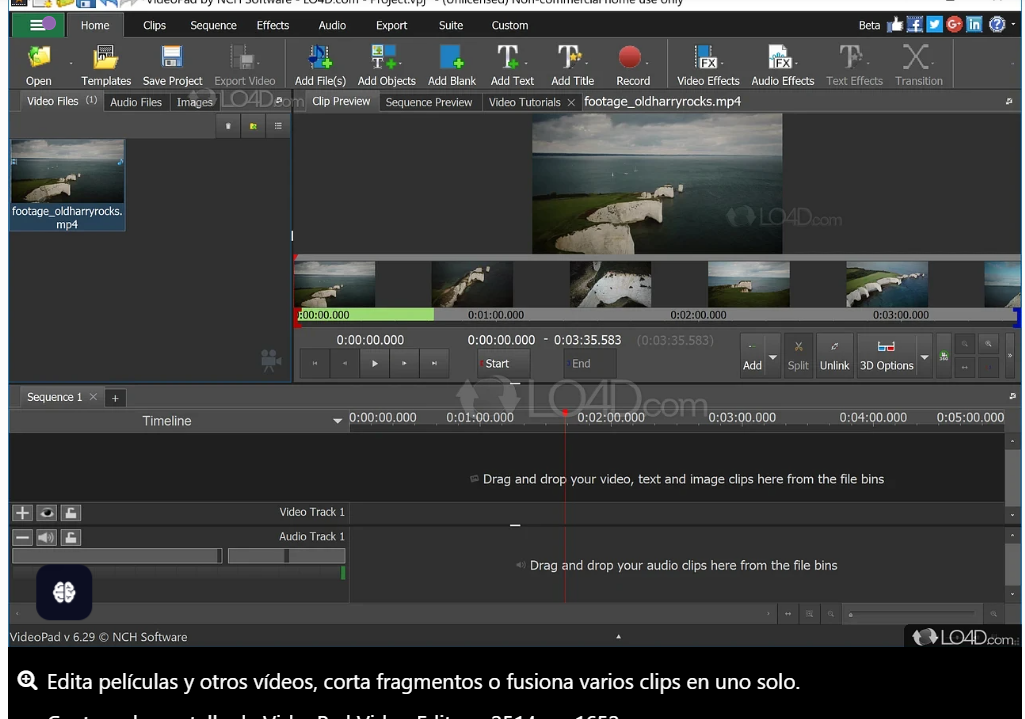 VideoPad by NCH Software - LO4D.com - Project.vpj - (Unlicensed) Non-commercial home use only
Home Clips Sequence Effects Audio Export Suite Custom Beta
Open Templates Save Project Export Video Add File(s) Add Objects Add Blank Add Text Add Title Record Video Effects Audio Effects Text Effects Transition
Video Files (1) Audio Files Images LO4D.com Clip Preview Sequence Preview Video Tutorials × footage_oldharryrocks.mp4
footage_oldharryrocks.
mp4
LO4D.com
0:00:00.000 0:01:00.000 0:02:00.000 0:03:00.000
0:00:00.000 0:00:00.000 - 0:03:35.583 (0:03:35.583)
Start End Add Split Unlink 3D Options
LO4D.com
Sequence 1 × +
Timeline 0:00:00.000 0:01:00.000 0:02:00.000 0:03:00.000 0:04:00.000 0:05:00.000
Drag and drop your video, text and image clips here from the file bins
Video Track 1
Audio Track 1
Drag and drop your audio clips here from the file bins
VideoPad v 6.29 © NCH Software
LO4D.com
Edita películas y otros vídeos, corta fragmentos o fusiona varios clips en uno solo.